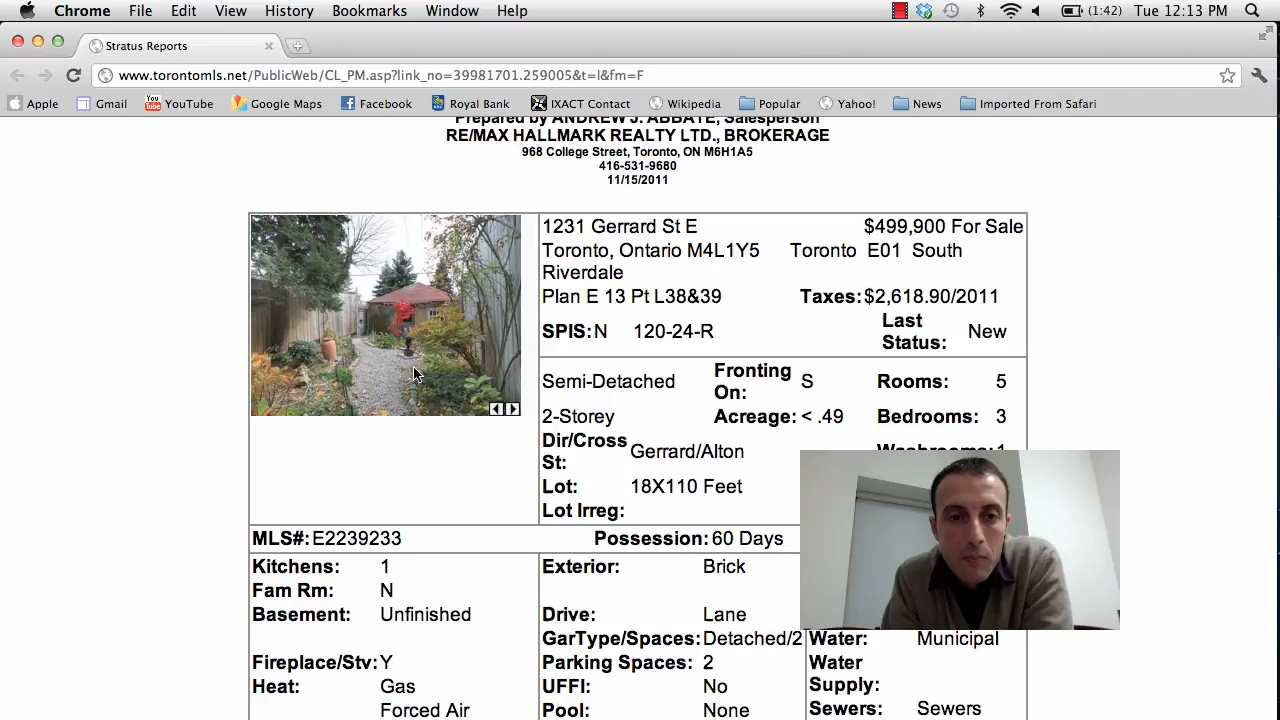 Chrome File Edit View History Bookmarks Window Help (1:42) Tue 12:13 PM
Stratus Reports
www.torontomls.net/PublicWeb/CL_PM.asp?link_no=39981701.259005&t=l&fm=F
Apple Gmail YouTube Google Maps Facebook Royal Bank IXACT Contact Wikipedia Popular Yahoo! News Imported From Safari
Prepared by ANDREW J. ABBATE, Salesperson
RE/MAX HALLMARK REALTY LTD., BROKERAGE
968 College Street, Toronto, ON M6H1A5
416-531-9680
11/15/2011
1231 Gerrard St E $499,900 For Sale
Toronto, Ontario M4L1Y5 Toronto E01 South
Riverdale
Plan E 13 Pt L38&39 Taxes: $2,618.90/2011
SPIS: N 120-24-R Last Status: New
Semi-Detached Fronting On: S Rooms: 5
2-Storey Acreage: < .49 Bedrooms: 3
Dir/Cross St: Gerrard/Alton Washrooms: 1
Lot: 18X110 Feet
Lot Irreg:
MLS#: E2239233 Possession: 60 Days
Kitchens: 1 Exterior: Brick
Fam Rm: N
Basement: Unfinished Drive: Lane
GarType/Spaces: Detached/2 Water: Municipal
Fireplace/Stv: Y Parking Spaces: 2 Water Supply:
Heat: Gas UFFI: No
Forced Air Pool: None Sewers: Sewers